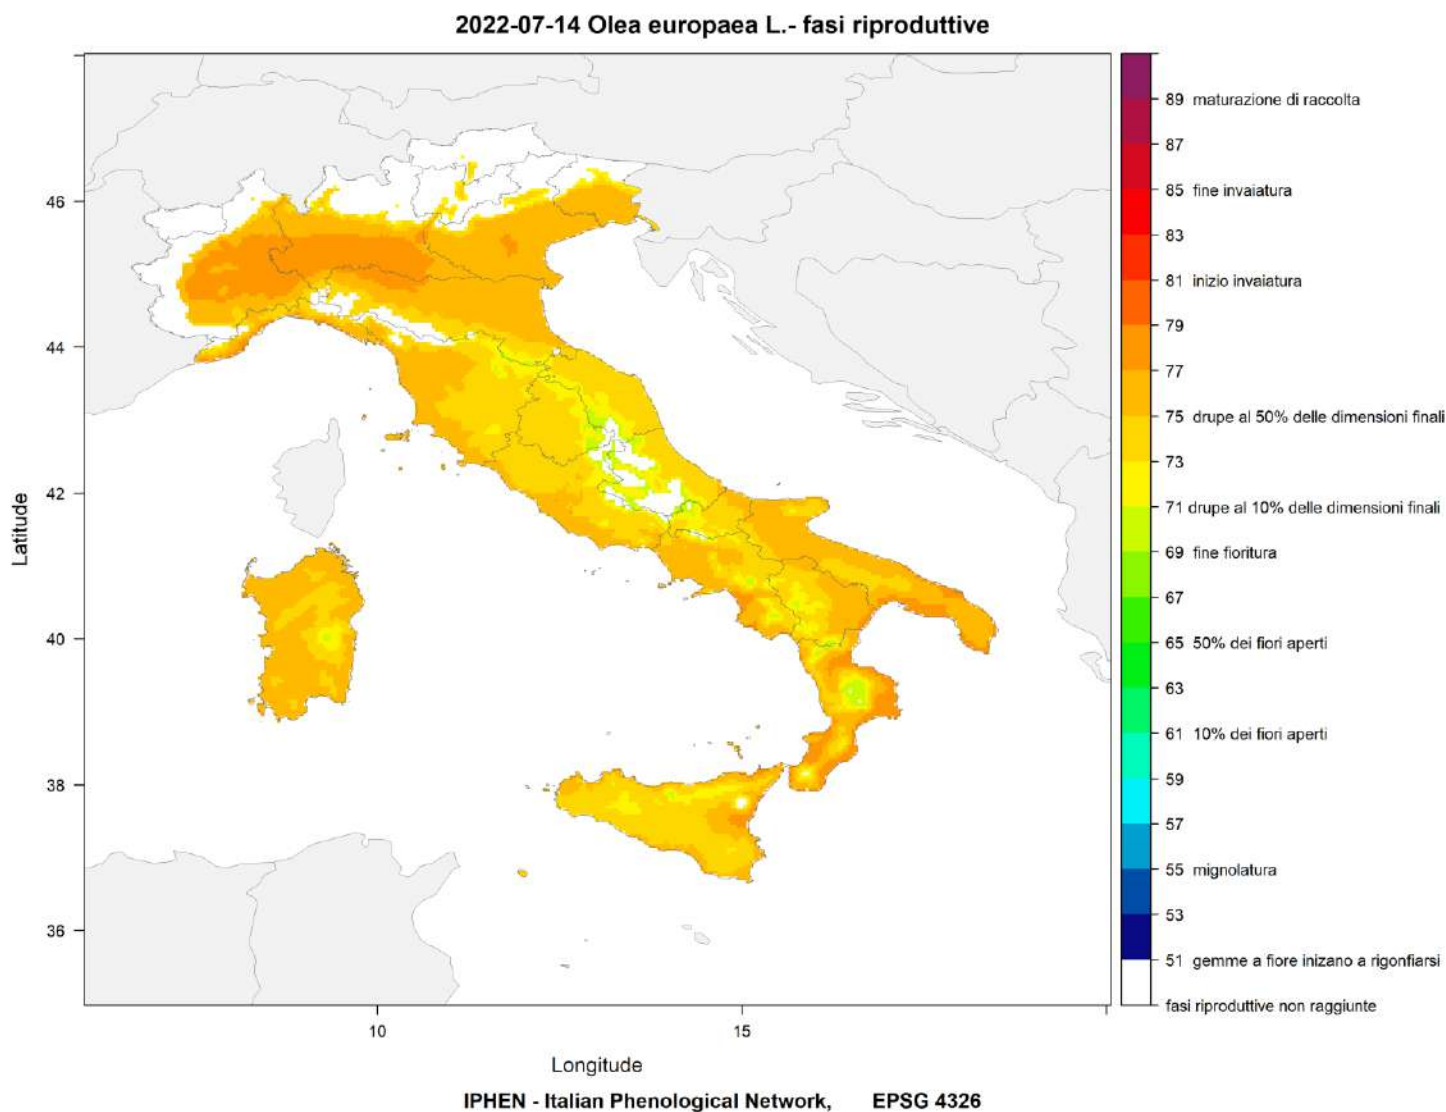 2022-07-14 Olea europaea L.- fasi riproduttive
89 maturazione di raccolta
87
85 fine invaiatura
83
81 inizio invaiatura
79
77
75 drupe al 50% delle dimensioni finali
73
71 drupe al 10% delle dimensioni finali
69 fine fioritura
67
65 50% dei fiori aperti
63
61 10% dei fiori aperti
59
57
55 mignolatura
53
51 gemme a fiore inizano a rigonfiarsi
fasi riproduttive non raggiunte
Latitude
46
44
42
40
38
36
10
15
Longitude
IPHEN - Italian Phenological Network, EPSG 4326